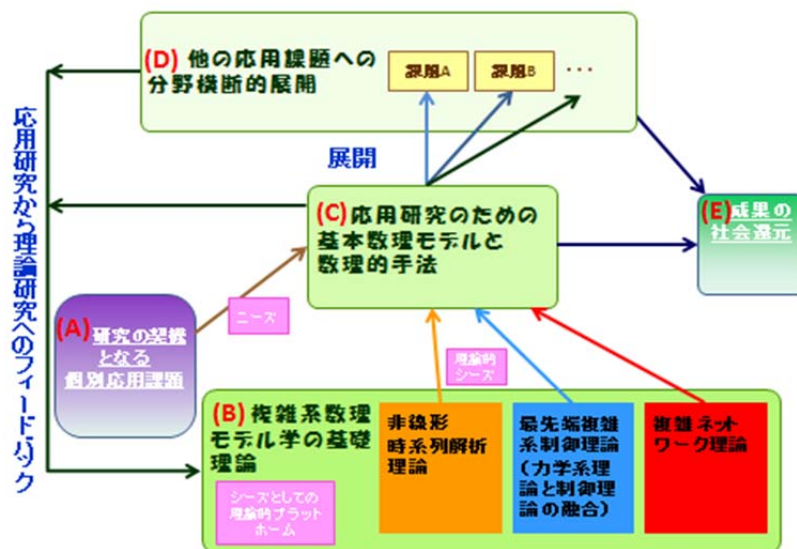 (D) 他の応用課題への
分野横断的展開
課題A
課題B
･･･
展開
応用研究から理論研究へのフィードバック
(C) 応用研究のための
基本数理モデルと
数理的手法
(E) 成果の
社会還元
(A) 研究の契機
となる
個別応用課題
ニーズ
理論的
シーズ
(B) 複雑系数理
モデル学の基礎
理論
シーズとしての
理論的プラット
ホーム
非線形
時系列解析
理論
最先端複雑
系制御理論
(力学系理
論と制御理
論の融合)
複雑ネット
ワーク理論